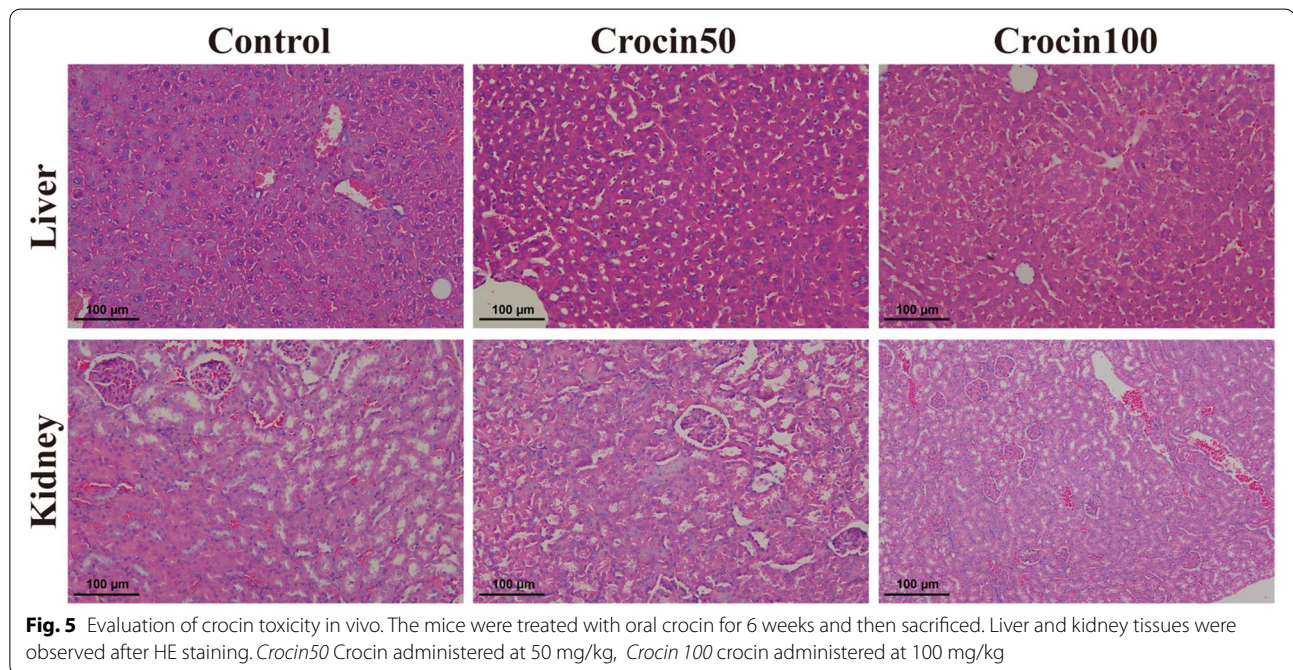 Control Crocin50 Crocin100
Liver
100 µm 100 µm 100 µm
Kidney
100 µm 100 µm 100 µm
Fig. 5 Evaluation of crocin toxicity in vivo. The mice were treated with oral crocin for 6 weeks and then sacrificed. Liver and kidney tissues were
observed after HE staining. Crocin50 Crocin administered at 50 mg/kg, Crocin 100 crocin administered at 100 mg/kg